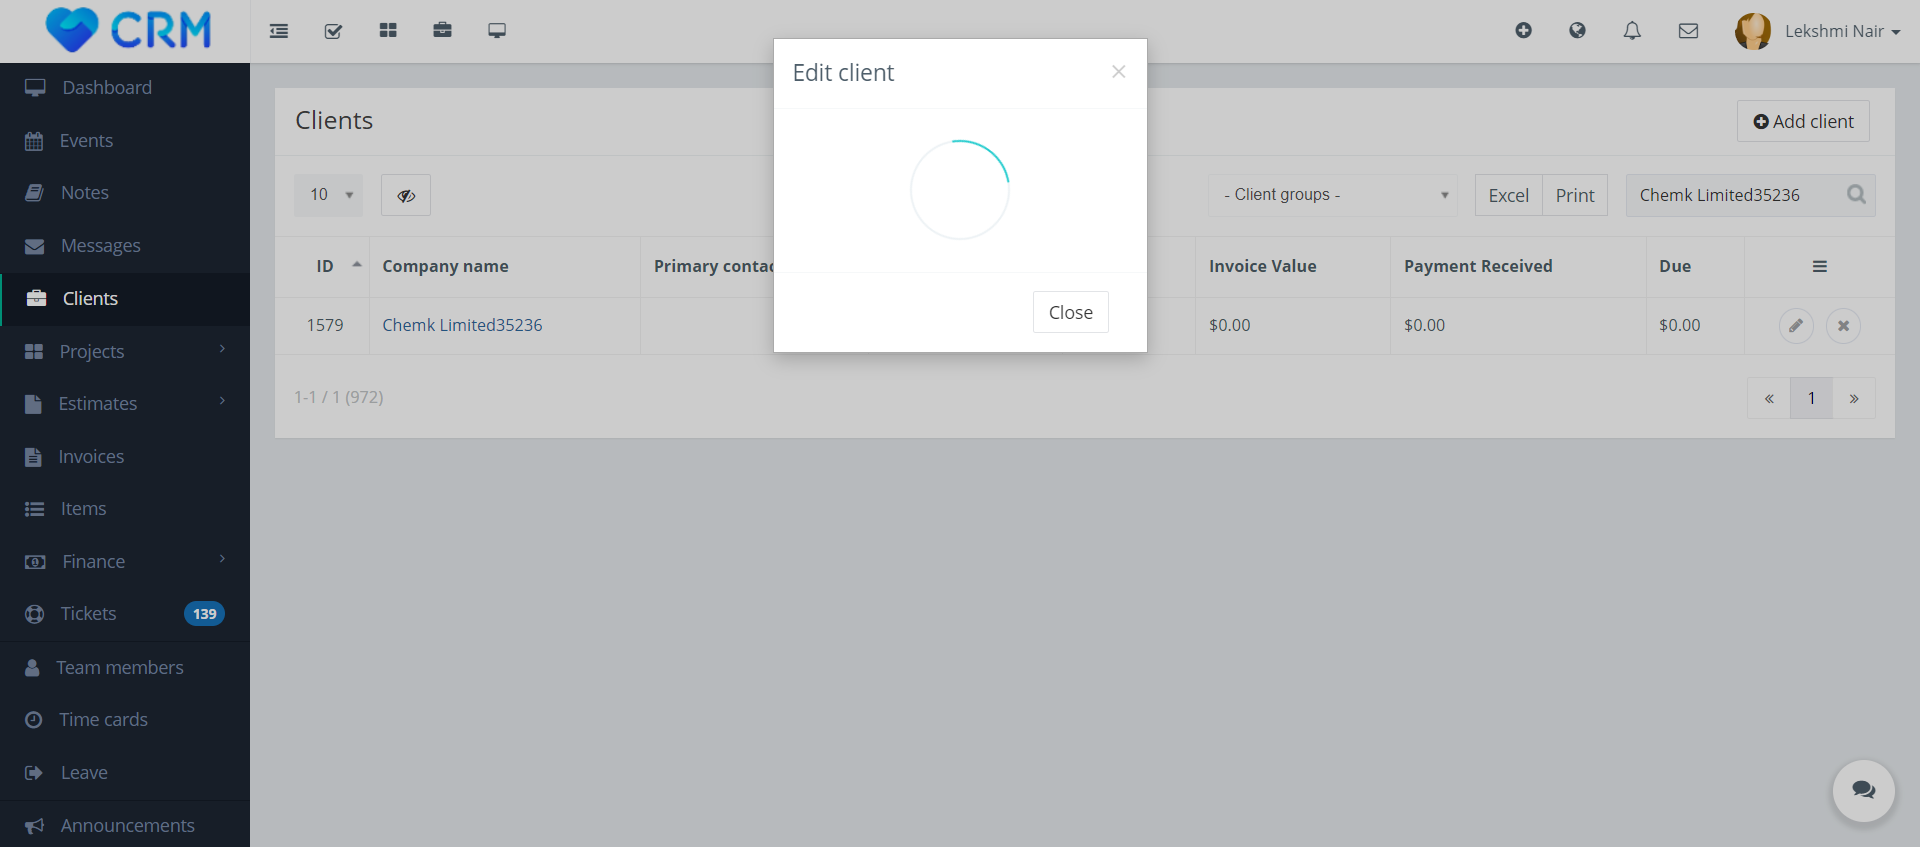 CRM
Lekshmi Nair
Dashboard
Events
Notes
Messages
Clients
Projects
Estimates
Invoices
Items
Finance
Tickets 139
Team members
Time cards
Leave
Announcements
Clients
Add client
10
- Client groups -
Excel Print
Chemk Limited35236
ID Company name Primary contac Invoice Value Payment Received Due
1579 Chemk Limited35236 $0.00 $0.00 $0.00
1-1 / 1 (972)
« 1 »
Edit client
×
Close